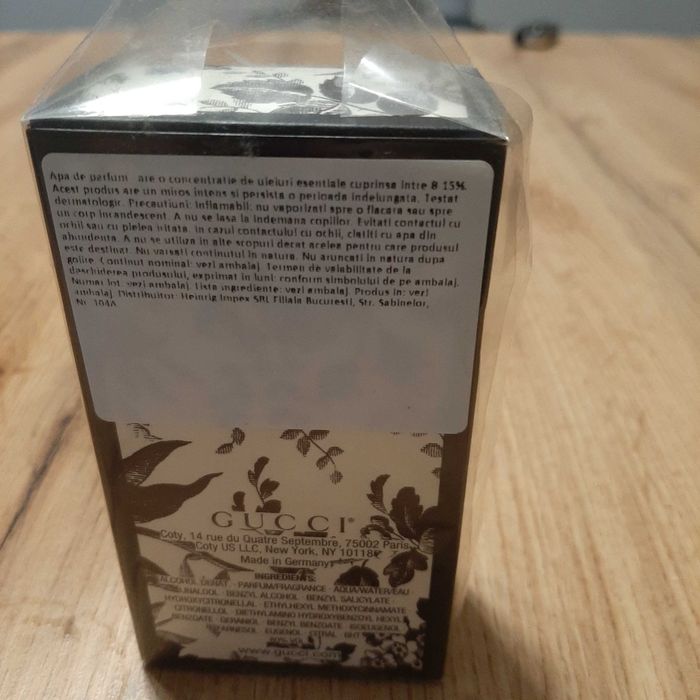 Apa de parfum are o concentratie de uleiuri esentiale cuprinsa intre 8 15%.
Acest produs are un miros intens si persista o perioada indelungata. Testat
dermatologic. Precautiuni: Inflamabil: nu vaporizati spre o flacara sau spre
un corp incandescent. A nu se lasa la indemana copiilor. Evitati contactul cu
ochii sau cu pielea iritata. In cazul contactului cu ochii, clatiti cu apa din
abundenta. A nu se utiliza in alte scopuri decat acelea pentru care produsul
este destinat. Nu varsati continutul in natura. Nu aruncati in natura dupa
golire. Continut nominal: vezi ambalaj. Termen de valabilitate de la
deschiderea produsului, exprimat in luni: conform simbolului de pe ambalaj.
Numar lot: vezi ambalaj. Lista ingrediente: vezi ambalaj. Produs in: vezi
ambalaj. Distribuitor: Heinrig Impex SRL Filiala Bucuresti, Str. Sabinelor,
Nr. 104A
GUCCI
Coty, 14 rue du Quatre Septembre, 75002 Paris
Coty US LLC, New York, NY 10118
Made in Germany
INGREDIENTS:
ALCOHOL DENAT · PARFUM/FRAGRANCE · AQUA/WATER/EAU
LINALOOL · BENZYL ALCOHOL · BENZYL SALICYLATE ·
HYDROXYCITRONELLAL · ETHYLHEXYL METHOXYCINNAMATE
CITRONELLOL · DIETHYLAMINO HYDROXYBENZOYL HEXYL
BENZOATE · GERANIOL · BENZYL BENZOATE · ISOEUGENOL
FARNESOL · EUGENOL · CITRAL · BHT
80% VOL
www.gucci.com